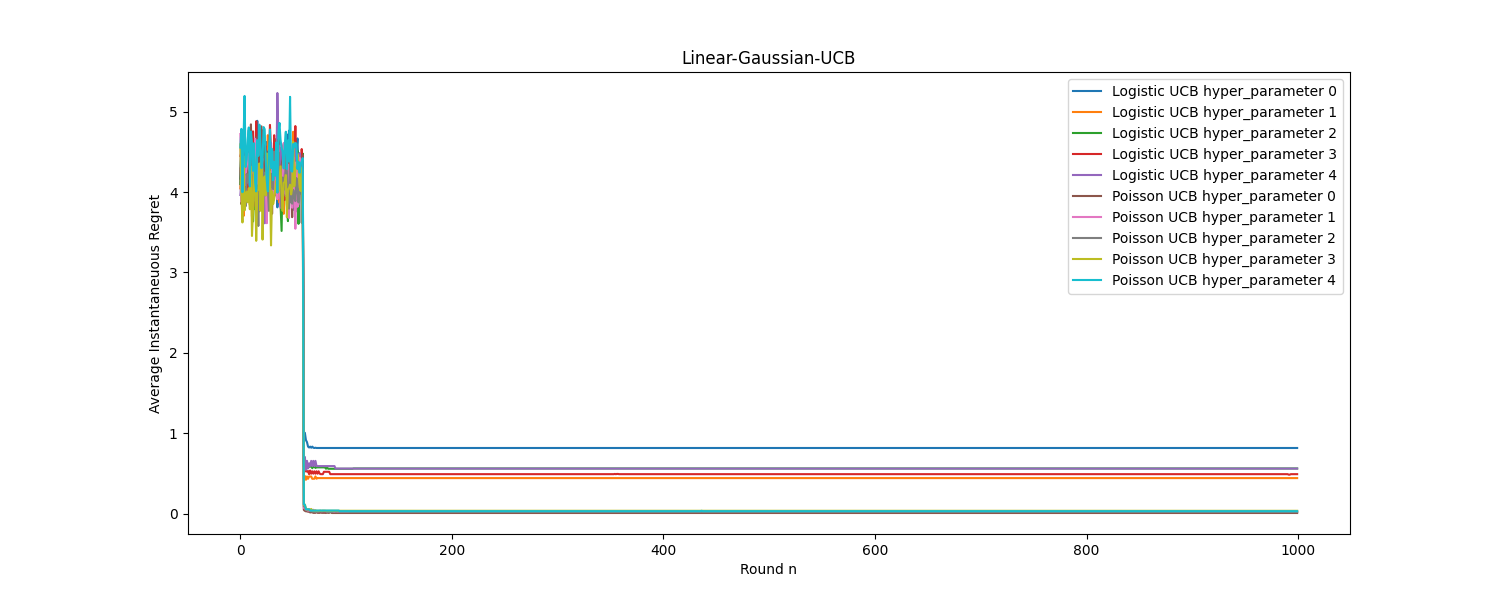 Linear-Gaussian-UCB
Logistic UCB hyper_parameter 0
Logistic UCB hyper_parameter 1
Logistic UCB hyper_parameter 2
Logistic UCB hyper_parameter 3
Logistic UCB hyper_parameter 4
Poisson UCB hyper_parameter 0
Poisson UCB hyper_parameter 1
Poisson UCB hyper_parameter 2
Poisson UCB hyper_parameter 3
Poisson UCB hyper_parameter 4
Average Instantaneuous Regret
5
4
3
2
1
0
0 200 400 600 800 1000
Round n